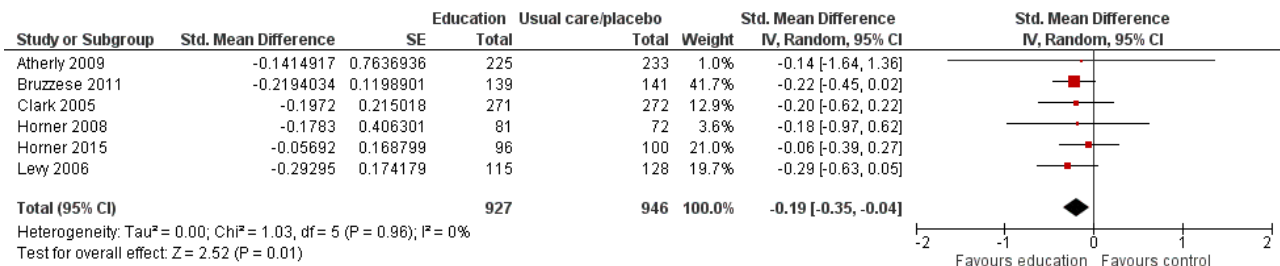 Education Usual care/placebo Std. Mean Difference Std. Mean Difference
Study or Subgroup Std. Mean Difference SE Total Total Weight IV, Random, 95% CI IV, Random, 95% CI
Atherly 2009 -0.1414917 0.7636936 225 233 1.0% -0.14 [-1.64, 1.36]
Bruzzese 2011 -0.2194034 0.1198901 139 141 41.7% -0.22 [-0.45, 0.02]
Clark 2005 -0.1972 0.215018 271 272 12.9% -0.20 [-0.62, 0.22]
Horner 2008 -0.1783 0.406301 81 72 3.6% -0.18 [-0.97, 0.62]
Horner 2015 -0.05692 0.168799 96 100 21.0% -0.06 [-0.39, 0.27]
Levy 2006 -0.29295 0.174179 115 128 19.7% -0.29 [-0.63, 0.05]
Total (95% CI) 927 946 100.0% -0.19 [-0.35, -0.04]
Heterogeneity: Tau² = 0.00; Chi² = 1.03, df = 5 (P = 0.96); I² = 0%
Test for overall effect: Z = 2.52 (P = 0.01)
-2 -1 0 1 2
Favours education Favours control